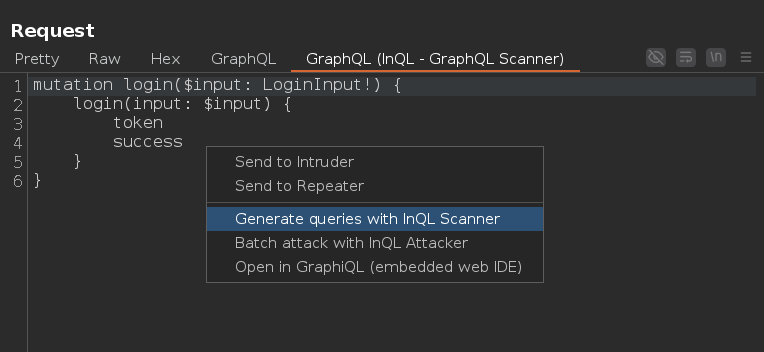 Request
Pretty Raw Hex GraphQL GraphQL (InQL - GraphQL Scanner) \n
1 mutation login($input: LoginInput!) {
2 login(input: $input) {
3 token
4 success
5 }
6 }
Send to Intruder
Send to Repeater
Generate queries with InQL Scanner
Batch attack with InQL Attacker
Open in GraphiQL (embedded web IDE)